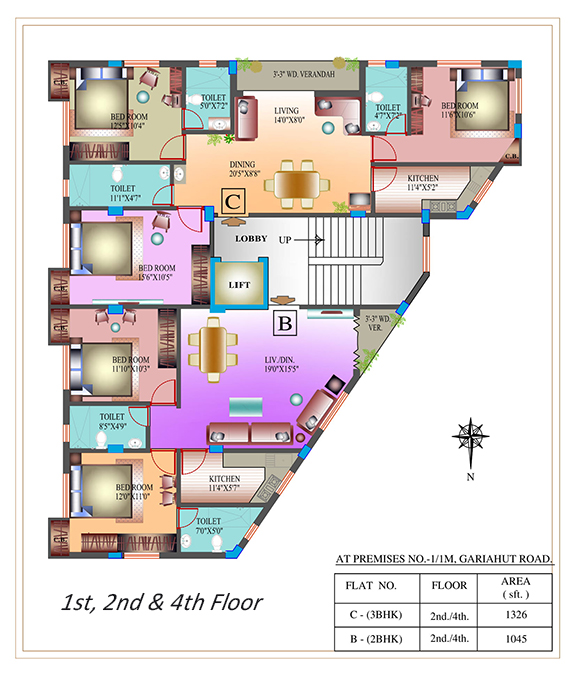 3'-3" WD. VERANDAH
BED ROOM
12'5"X10'4"
TOILET
5'0"X7'2"
LIVING
14'0"X8'0"
TOILET
4'7"X7'2"
BED ROOM
11'6"X10'6"
C.B.
DINING
20'5"X8'8"
KITCHEN
11'4"X5'2"
TOILET
11'1"X4'7"
C
LOBBY
UP
BED ROOM
15'6"X10'5"
LIFT
B
3'-3" WD.
VER.
BED ROOM
11'10"X10'3"
LIV./DIN.
19'0"X15'5"
TOILET
8'5"X4'9"
KITCHEN
11'4"X5'7"
BED ROOM
12'0"X11'0"
TOILET
7'0"X5'0"
N
AT PREMISES NO.-1/1M, GARIAHUT ROAD.
FLAT NO. FLOOR AREA
( sft. )
C - (3BHK) 2nd./4th. 1326
B - (2BHK) 2nd./4th. 1045
1st, 2nd & 4th Floor